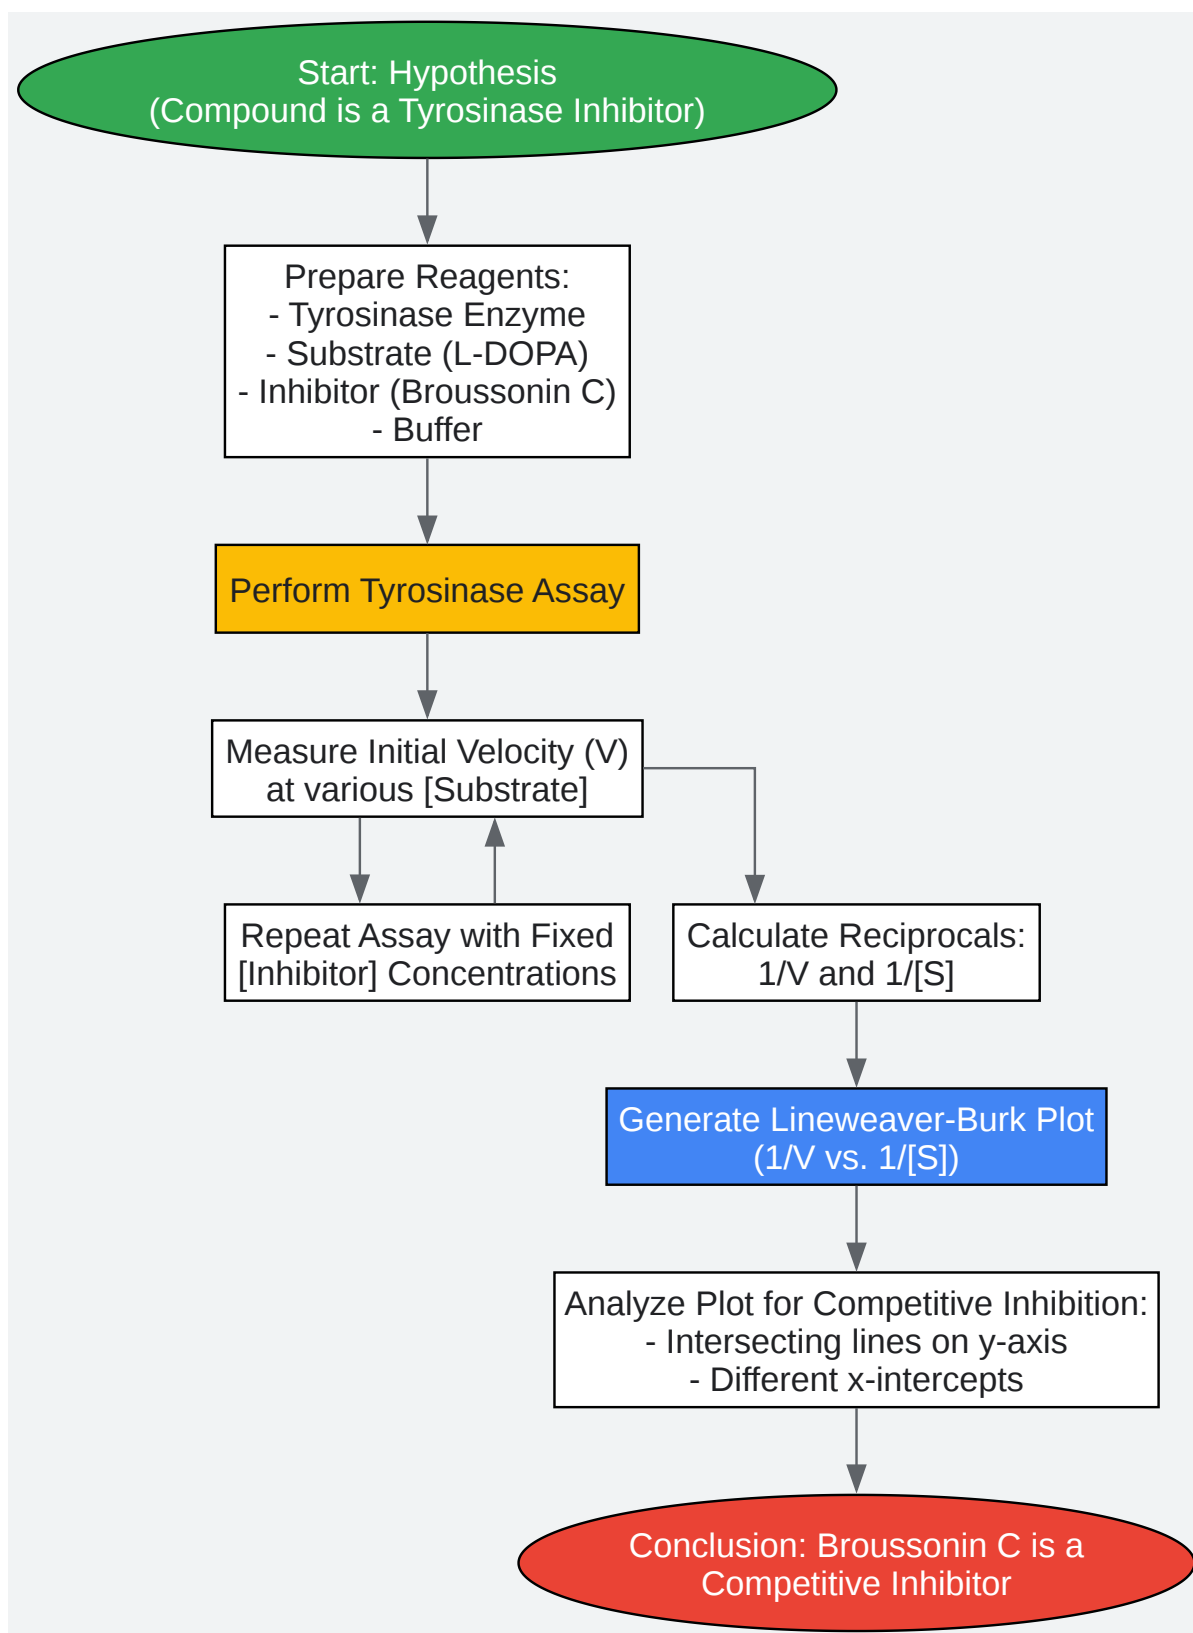 Start: Hypothesis
(Compound is a Tyrosinase Inhibitor)
Prepare Reagents:
- Tyrosinase Enzyme
- Substrate (L-DOPA)
- Inhibitor (Broussonin C)
- Buffer
Perform Tyrosinase Assay
Measure Initial Velocity (V)
at various [Substrate]
Repeat Assay with Fixed
[Inhibitor] Concentrations
Calculate Reciprocals:
1/V and 1/[S]
Generate Lineweaver-Burk Plot
(1/V vs. 1/[S])
Analyze Plot for Competitive Inhibition:
- Intersecting lines on y-axis
- Different x-intercepts
Conclusion: Broussonin C is a
Competitive Inhibitor